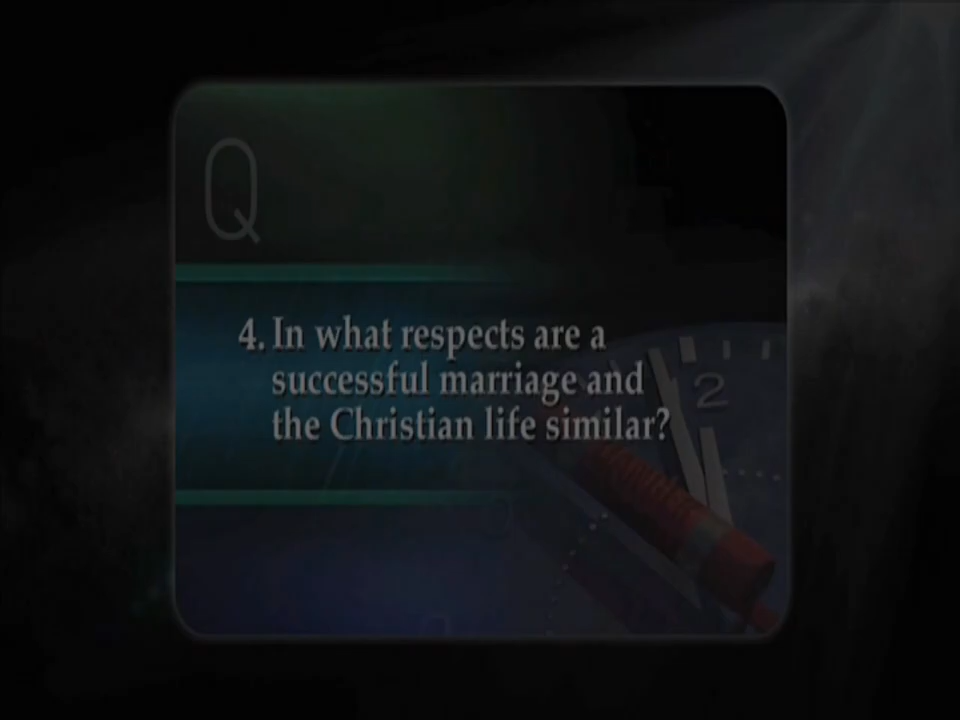 Q
4. In what respects are a
successful marriage and
the Christian life similar?
2